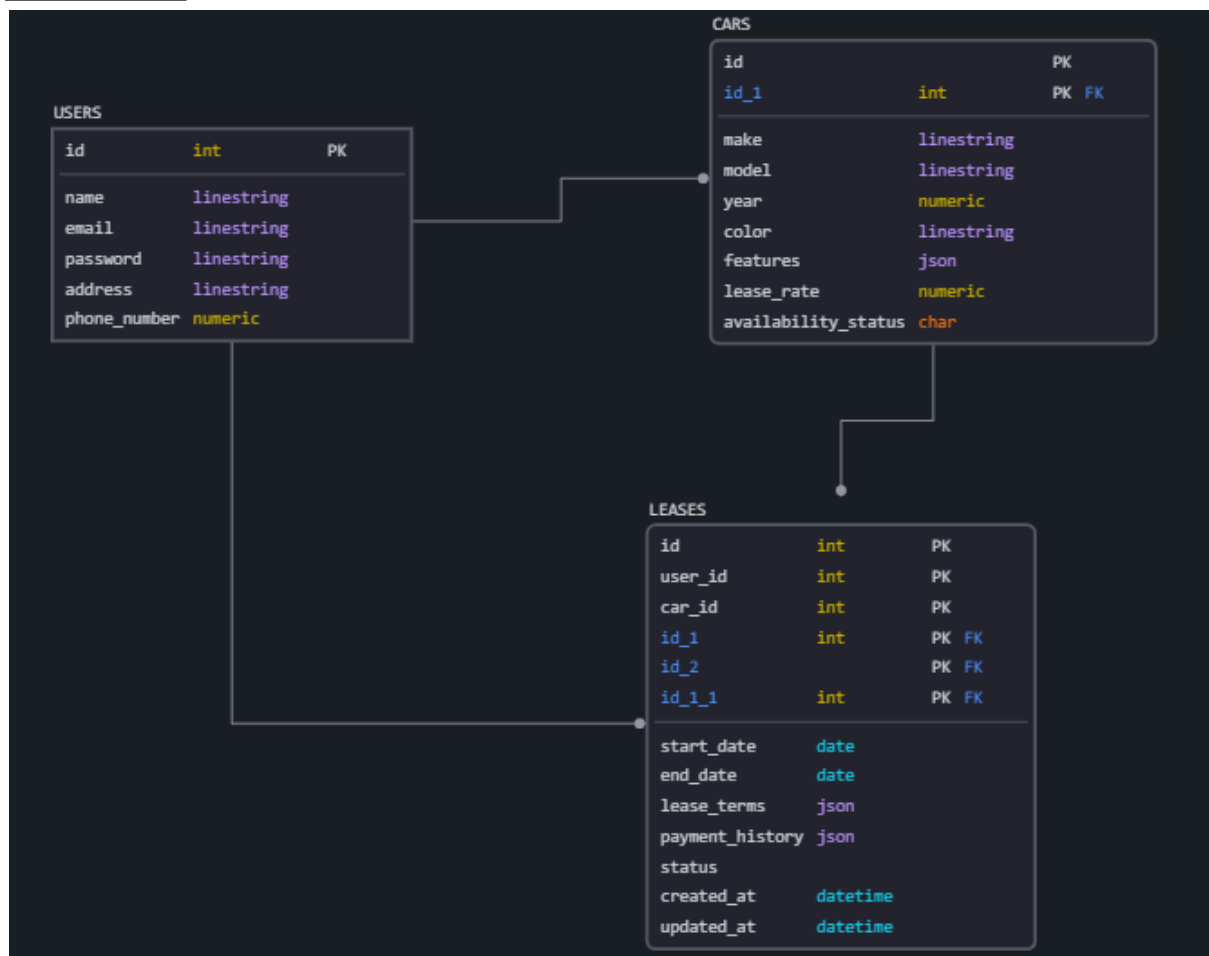 USERS
id int PK
name linestring
email linestring
password linestring
address linestring
phone_number numeric
CARS
id PK
id_1 int PK FK
make linestring
model linestring
year numeric
color linestring
features json
lease_rate numeric
availability_status char
LEASES
id int PK
user_id int PK
car_id int PK
id_1 int PK FK
id_2 PK FK
id_1_1 int PK FK
start_date date
end_date date
lease_terms json
payment_history json
status
created_at datetime
updated_at datetime